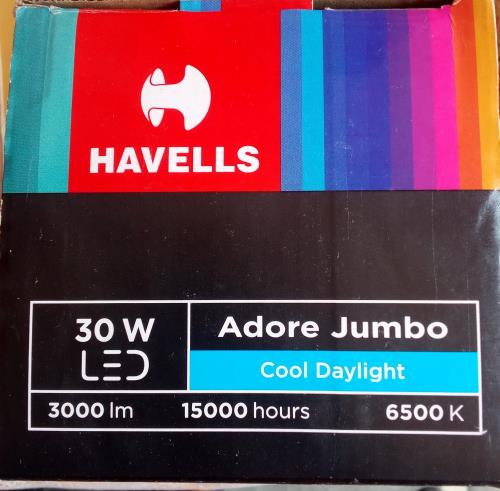 HAVELLS
30 W
LED
Adore Jumbo
Cool Daylight
3000 lm 15000 hours 6500 K